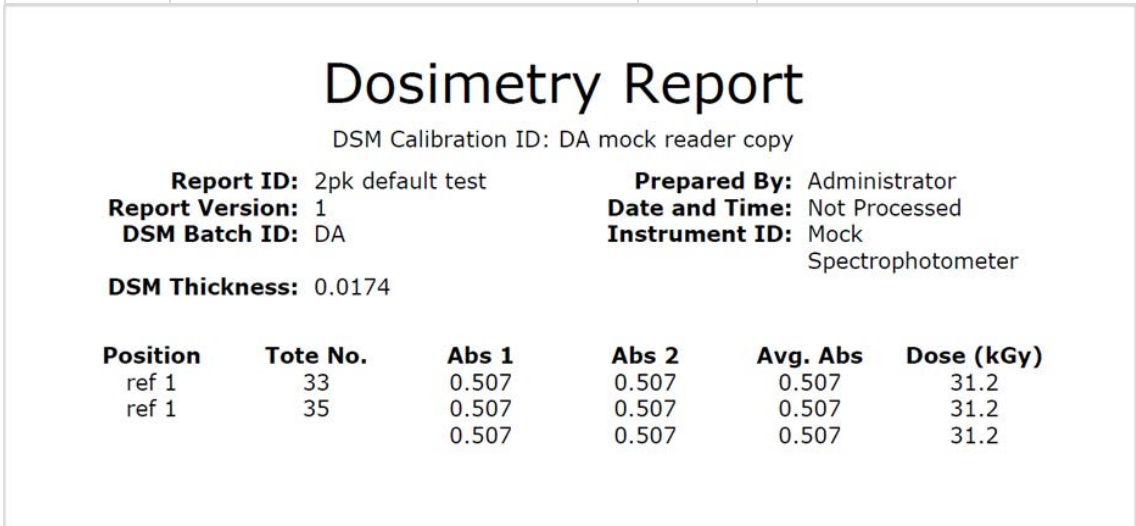 Dosimetry Report
DSM Calibration ID: DA mock reader copy
Report ID: 2pk default test Prepared By: Administrator
Report Version: 1 Date and Time: Not Processed
DSM Batch ID: DA Instrument ID: Mock
Spectrophotometer
DSM Thickness: 0.0174
Position Tote No. Abs 1 Abs 2 Avg. Abs Dose (kGy)
ref 1 33 0.507 0.507 0.507 31.2
ref 1 35 0.507 0.507 0.507 31.2
0.507 0.507 0.507 31.2